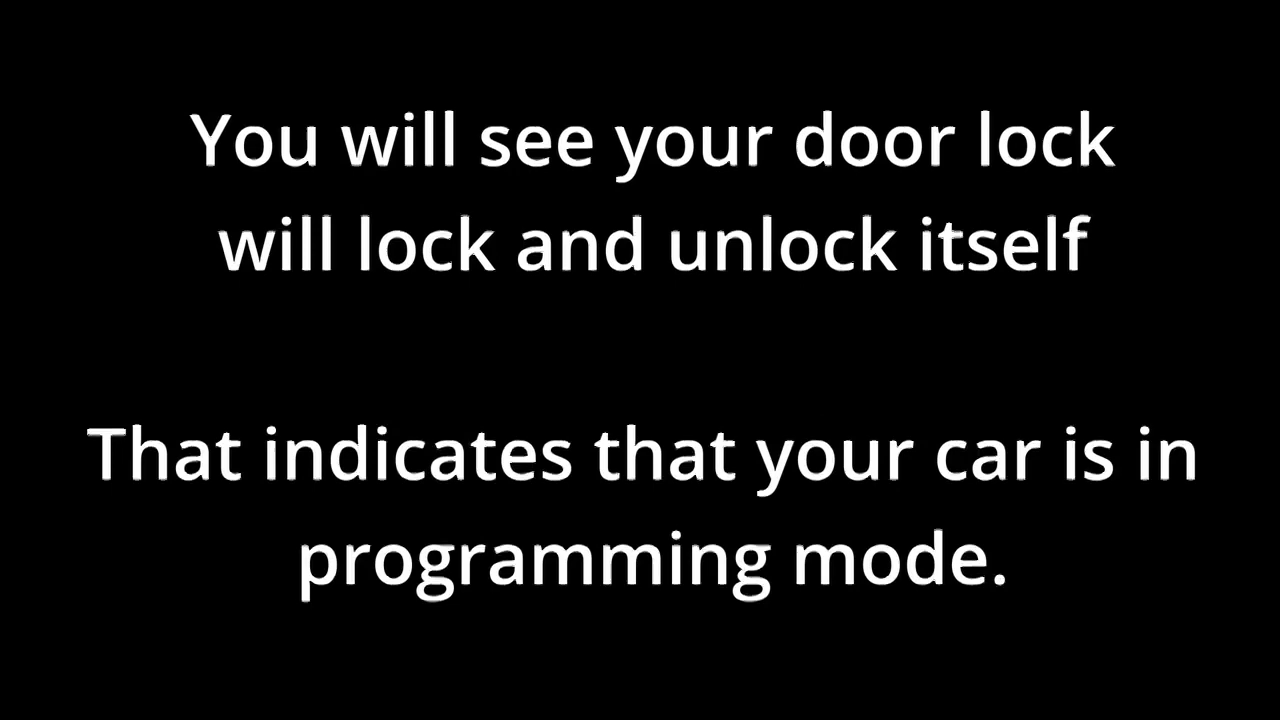 You will see your door lock
will lock and unlock itself
That indicates that your car is in
programming mode.